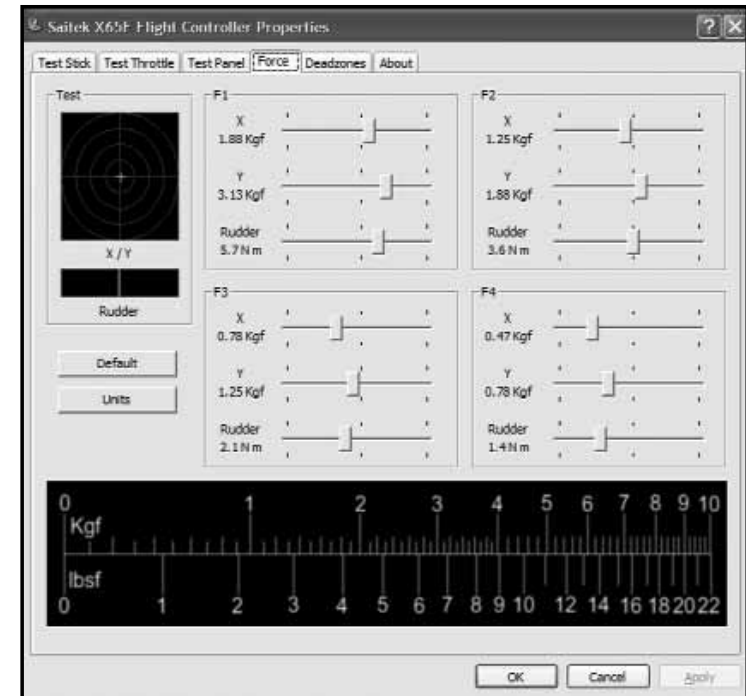 Saitek X65F Flight Controller Properties
Test Stick Test Throttle Test Panel Force Deadzones About
Test
X / Y
Rudder
Default
Units
F1
X
1.88 Kgf
Y
3.13 Kgf
Rudder
5.7 N m
F2
X
1.25 Kgf
Y
1.88 Kgf
Rudder
3.6 N m
F3
X
0.78 Kgf
Y
1.25 Kgf
Rudder
2.1 N m
F4
X
0.47 Kgf
Y
0.78 Kgf
Rudder
1.4 N m
0 1 2 3 4 5 6 7 8 9 10
Kgf
lbsf
0 1 2 3 4 5 6 7 8 9 10 12 14 16 18 20 22
OK Cancel Apply